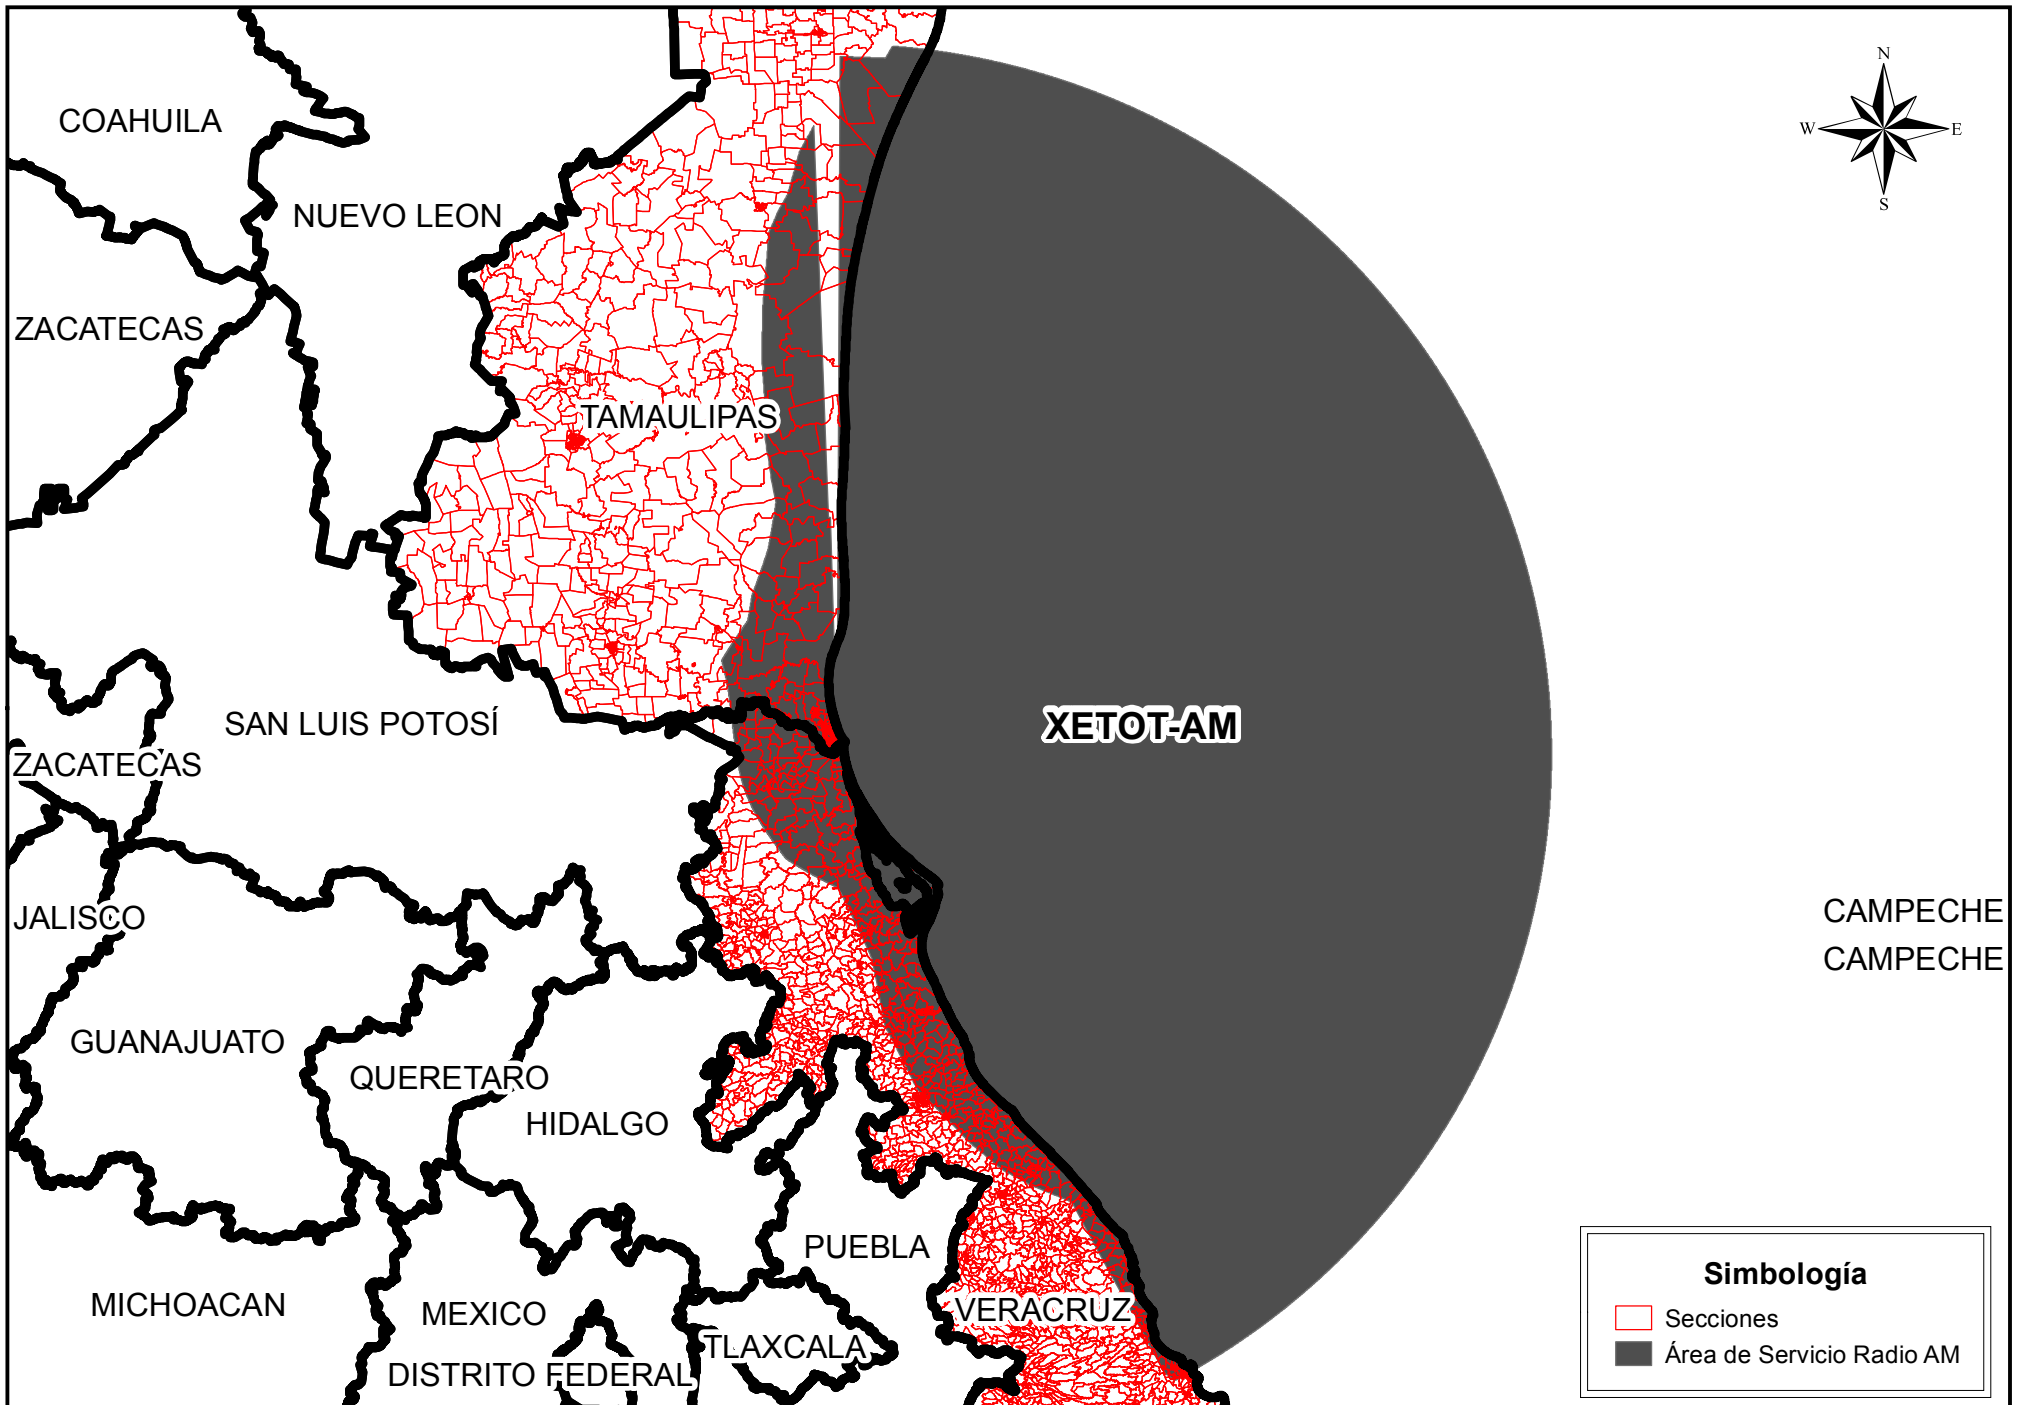 N
W
E
S
COAHUILA
NUEVO LEON
ZACATECAS
TAMAULIPAS
SAN LUIS POTOSÍ
XETOT-AM
ZACATECAS
JALISCO
CAMPECHE
CAMPECHE
GUANAJUATO
QUERETARO
HIDALGO
PUEBLA
MICHOACAN
MEXICO
VERACRUZ
TLAXCALA
DISTRITO FEDERAL
Simbología
Secciones
Área de Servicio Radio AM